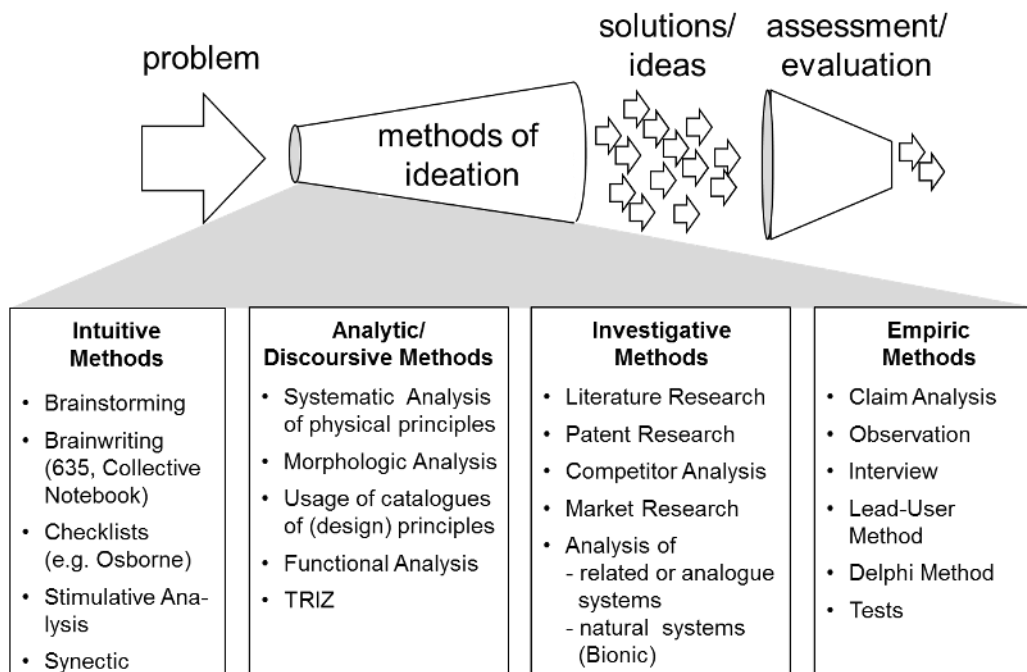 problem
methods of
ideation
solutions/
ideas
assessment/
evaluation
Intuitive
Methods
• Brainstorming
• Brainwriting
(635, Collective
Notebook)
• Checklists
(e.g. Osborne)
• Stimulative Ana-
lysis
• Synectic
Analytic/
Discoursive Methods
• Systematic Analysis
of physical principles
• Morphologic Analysis
• Usage of catalogues
of (design) principles
• Functional Analysis
• TRIZ
Investigative
Methods
• Literature Research
• Patent Research
• Competitor Analysis
• Market Research
• Analysis of
- related or analogue
systems
- natural systems
(Bionic)
Empiric
Methods
• Claim Analysis
• Observation
• Interview
• Lead-User
Method
• Delphi Method
• Tests